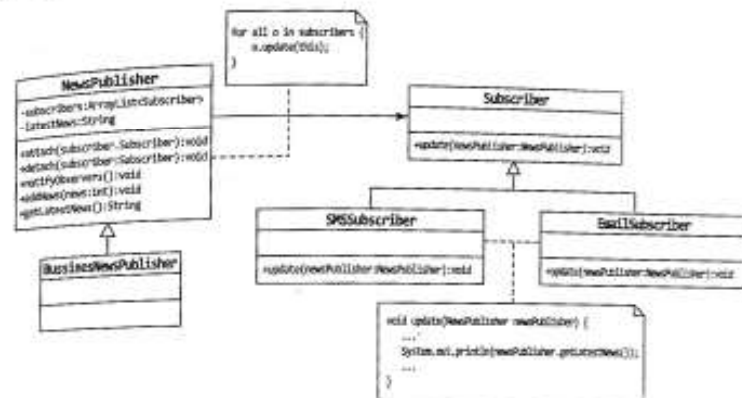 for all o in subscribers {
o.update(this);
}
NewsPublisher
-subscribers:ArrayList<Subscriber>
-latestNews:String
+attach(subscriber.Subscriber):void
+detach(subscriber:Subscriber):void
+notifyObservers():void
+addNews(news:int):void
+getLatestNews():String
BussinesNewsPublisher
Subscriber
+update(newsPublisher:NewsPublisher):void
SMSSubscriber
+update(newsPublisher:NewsPublisher):void
EmailSubscriber
+update(newsPublisher:NewsPublisher):void
void update(NewsPublisher newsPublisher) {
...
System.out.println(newsPublisher.getLatestNews());
...
}